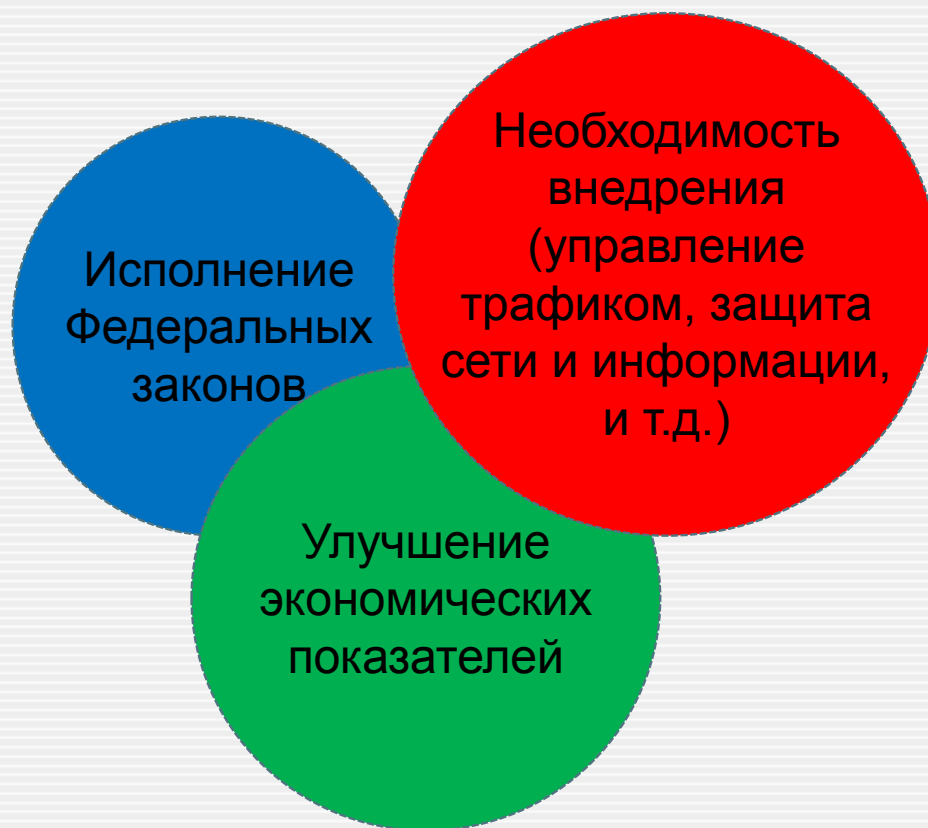 Исполнение
Федеральных
законов
Необходимость
внедрения
(управление
трафиком, защита
сети и информации,
и т.д.)
Улучшение
экономических
показателей